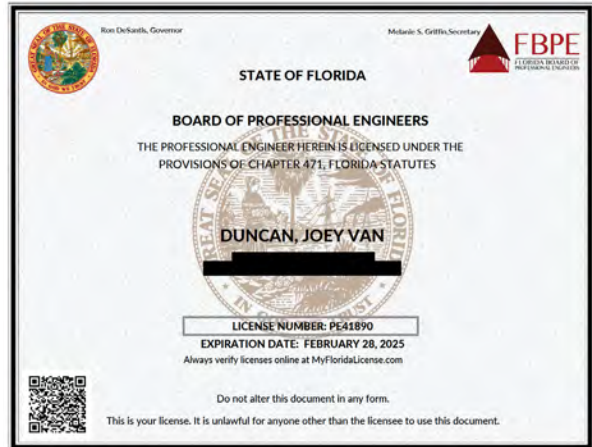 Ron DeSantis, Governor
Melanie S. Griffin, Secretary
FBPE
FLORIDA BOARD OF
PROFESSIONAL ENGINEERS
STATE OF FLORIDA
BOARD OF PROFESSIONAL ENGINEERS
THE PROFESSIONAL ENGINEER HEREIN IS LICENSED UNDER THE
PROVISIONS OF CHAPTER 471, FLORIDA STATUTES
DUNCAN, JOEY VAN
LICENSE NUMBER: PE41890
EXPIRATION DATE: FEBRUARY 28, 2025
Always verify licenses online at MyFloridaLicense.com
Do not alter this document in any form.
This is your license. It is unlawful for anyone other than the licensee to use this document.